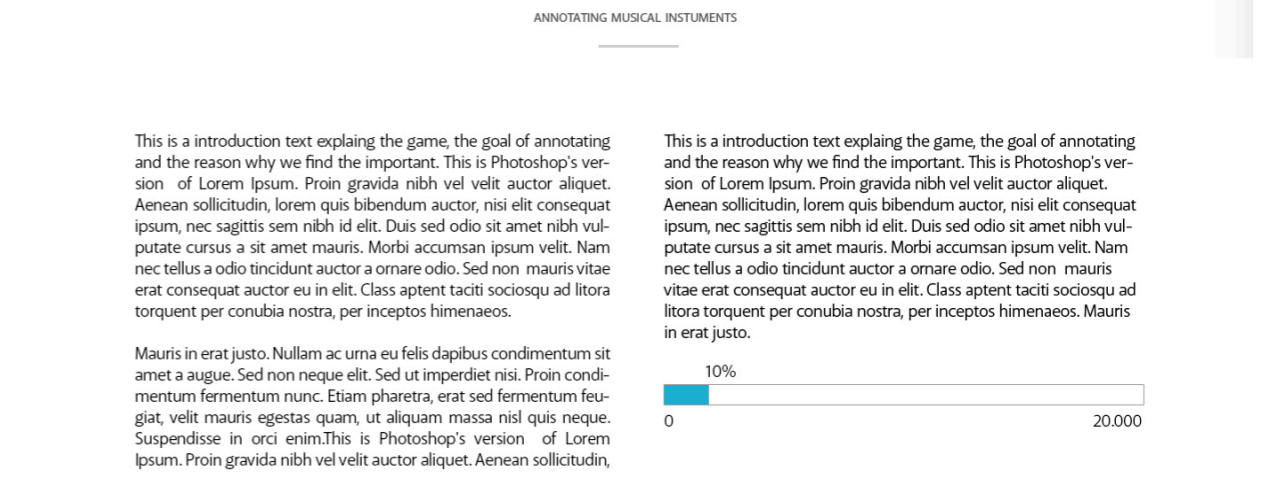 ANNOTATING MUSICAL INSTUMENTS
This is a introduction text explaing the game, the goal of annotating
and the reason why we find the important. This is Photoshop's ver-
sion of Lorem Ipsum. Proin gravida nibh vel velit auctor aliquet.
Aenean sollicitudin, lorem quis bibendum auctor, nisi elit consequat
ipsum, nec sagittis sem nibh id elit. Duis sed odio sit amet nibh vul-
putate cursus a sit amet mauris. Morbi accumsan ipsum velit. Nam
nec tellus a odio tincidunt auctor a ornare odio. Sed non mauris vitae
erat consequat auctor eu in elit. Class aptent taciti sociosqu ad litora
torquent per conubia nostra, per inceptos himenaeos.
Mauris in erat justo. Nullam ac urna eu felis dapibus condimentum sit
amet a augue. Sed non neque elit. Sed ut imperdiet nisi. Proin condi-
mentum fermentum nunc. Etiam pharetra, erat sed fermentum feu-
giat, velit mauris egestas quam, ut aliquam massa nisl quis neque.
Suspendisse in orci enim.This is Photoshop's version of Lorem
Ipsum. Proin gravida nibh vel velit auctor aliquet. Aenean sollicitudin,
This is a introduction text explaing the game, the goal of annotating
and the reason why we find the important. This is Photoshop's ver-
sion of Lorem Ipsum. Proin gravida nibh vel velit auctor aliquet.
Aenean sollicitudin, lorem quis bibendum auctor, nisi elit consequat
ipsum, nec sagittis sem nibh id elit. Duis sed odio sit amet nibh vul-
putate cursus a sit amet mauris. Morbi accumsan ipsum velit. Nam
nec tellus a odio tincidunt auctor a ornare odio. Sed non mauris
vitae erat consequat auctor eu in elit. Class aptent taciti sociosqu ad
litora torquent per conubia nostra, per inceptos himenaeos. Mauris
in erat justo.
10%
0 20.000